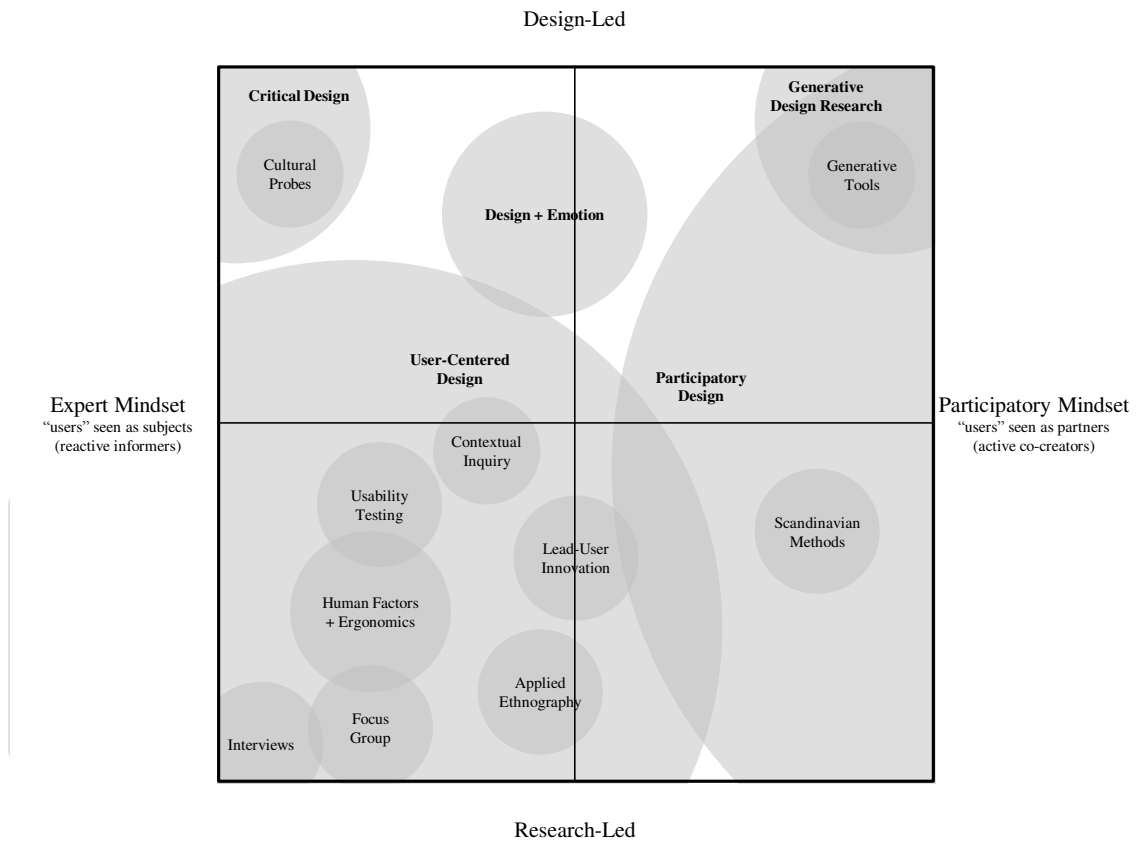 Design-Led
Critical Design
Generative
Design Research
Cultural
Probes
Generative
Tools
Design + Emotion
User-Centered
Design
Participatory
Design
Expert Mindset
“users” seen as subjects
(reactive informers)
Participatory Mindset
“users” seen as partners
(active co-creators)
Contextual
Inquiry
Usability
Testing
Scandinavian
Methods
Lead-User
Innovation
Human Factors
+ Ergonomics
Applied
Ethnography
Focus
Group
Interviews
Research-Led